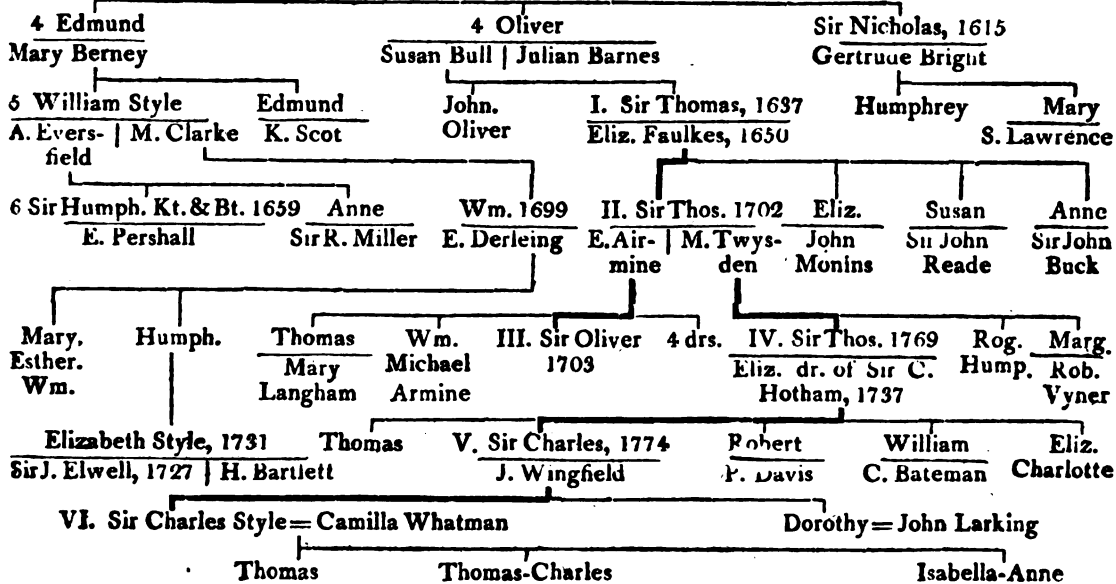 4 Edmund 4 Oliver Sir Nicholas, 1615
Mary Berney Susan Bull | Julian Barnes Gertrude Bright
5 William Style Edmund John. I. Sir Thomas, 1637 Humphrey Mary
A. Evers- | M. Clarke K. Scot Oliver Eliz. Faulkes, 1650 S. Lawrence
field
6 Sir Humph. Kt. & Bt. 1659 Anne Wm. 1699 II. Sir Thos. 1702 Eliz. Susan Anne
E. Pershall Sir R. Miller E. Derleing E. Air- | M. Twys- John Sir John Sir John
mine den Monins Reade Buck
Mary, Humph. Thomas Wm. III. Sir Oliver 4 drs. IV. Sir Thos. 1769 Rog. Marg.
Esther. Mary Michael 1703 Eliz. dr. of Sir C. Hump. Rob.
Wm. Langham Armine Hotham, 1737 Vyner
Elizabeth Style, 1731 Thomas V. Sir Charles, 1774 Robert William Eliz.
Sir J. Elwell, 1727 | H. Bartlett J. Wingfield P. Davis C. Bateman Charlotte
VI. Sir Charles Style = Camilla Whatman Dorothy = John Larking
Thomas Thomas-Charles Isabella-Anne